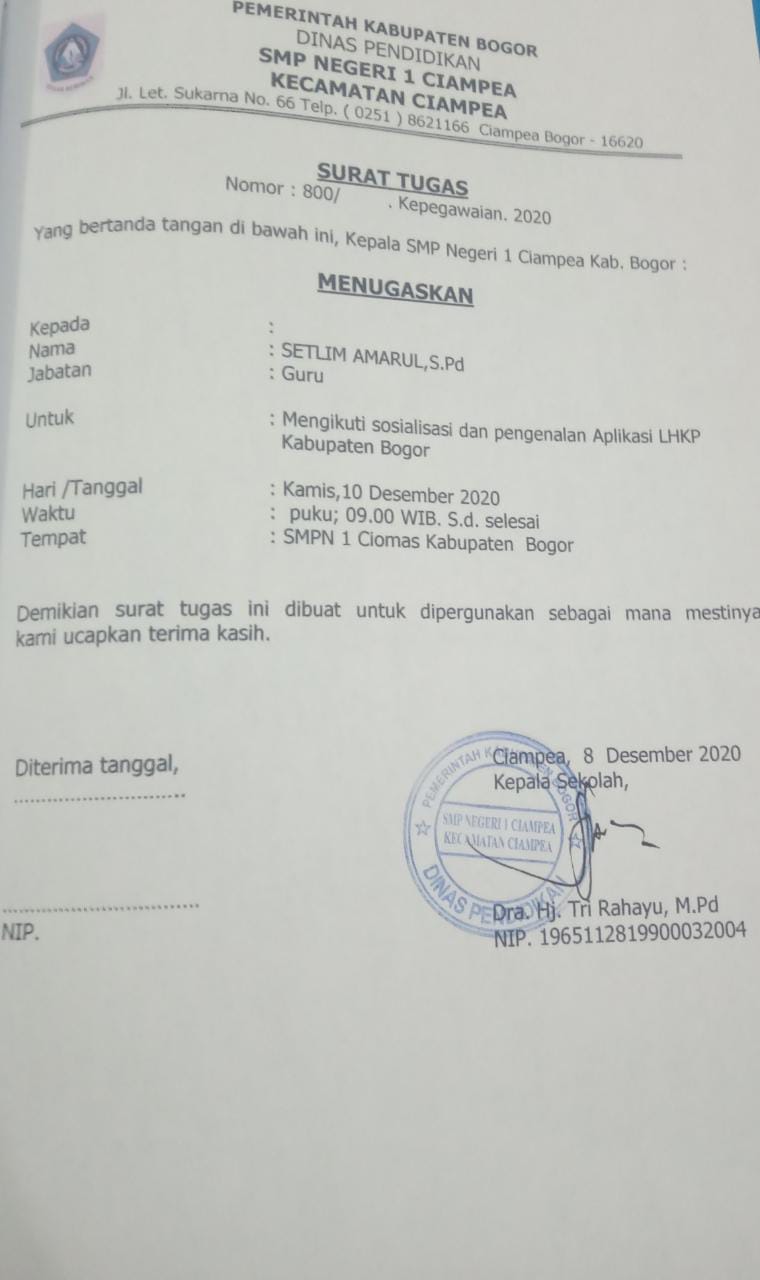 PEMERINTAH KABUPATEN BOGOR
DINAS PENDIDIKAN
SMP NEGERI 1 CIAMPEA
KECAMATAN CIAMPEA
Jl. Let. Sukarna No. 66 Telp. ( 0251 ) 8621166 Ciampea Bogor - 16620
SURAT TUGAS
Nomor : 800/ . Kepegawaian. 2020
Yang bertanda tangan di bawah ini, Kepala SMP Negeri 1 Ciampea Kab. Bogor :
MENUGASKAN
Kepada :
Nama : SETLIM AMARUL,S.Pd
Jabatan : Guru
Untuk : Mengikuti sosialisasi dan pengenalan Aplikasi LHKP
Kabupaten Bogor
Hari /Tanggal : Kamis,10 Desember 2020
Waktu : puku; 09.00 WIB. S.d. selesai
Tempat : SMPN 1 Ciomas Kabupaten Bogor
Demikian surat tugas ini dibuat untuk dipergunakan sebagai mana mestinya
kami ucapkan terima kasih.
Diterima tanggal,
Ciampea, 8 Desember 2020
Kepala Sekolah,
PEMERINTAH KABUPATEN BOGOR
SMP NEGERI 1 CIAMPEA
KECAMATAN CIAMPEA
DINAS PENDIDIKAN
Dra. Hj. Tri Rahayu, M.Pd
NIP. 1965112819900032004
NIP.